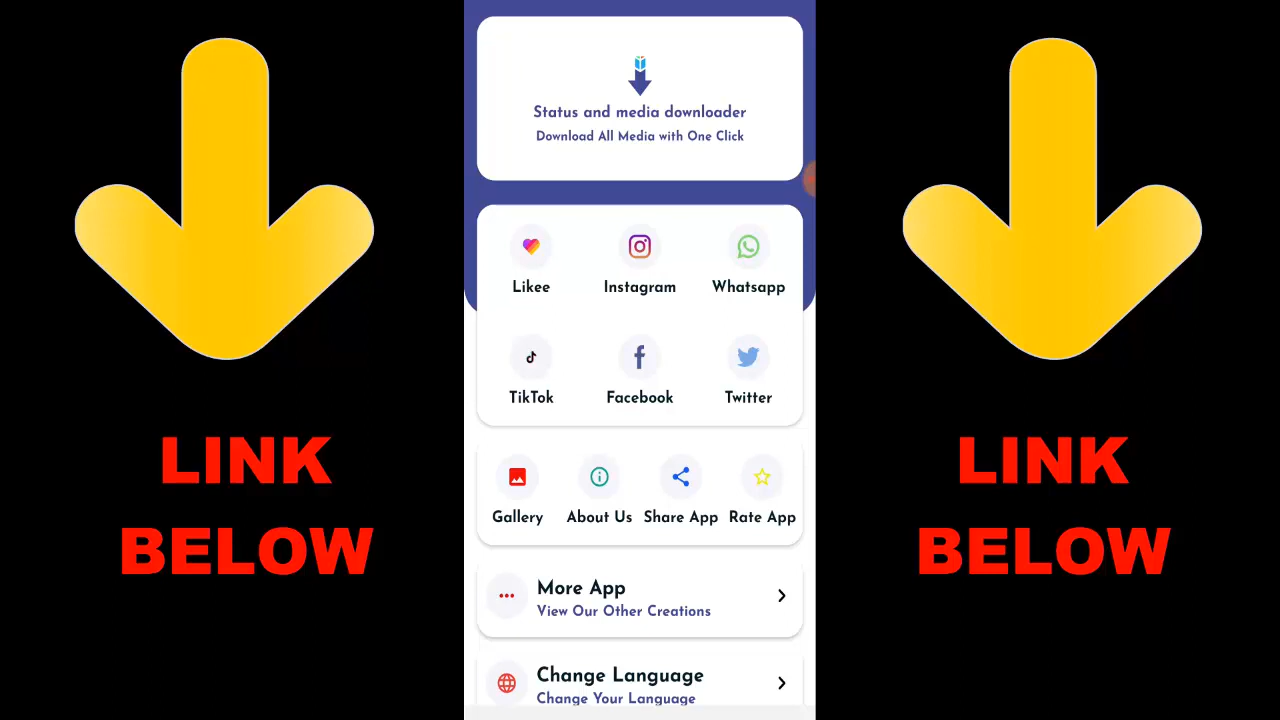 Status and media downloader
Download All Media with One Click
Likee
Instagram
Whatsapp
TikTok
Facebook
Twitter
Gallery
About Us
Share App
Rate App
More App
View Our Other Creations
Change Language
Change Your Language
LINK
BELOW
LINK
BELOW